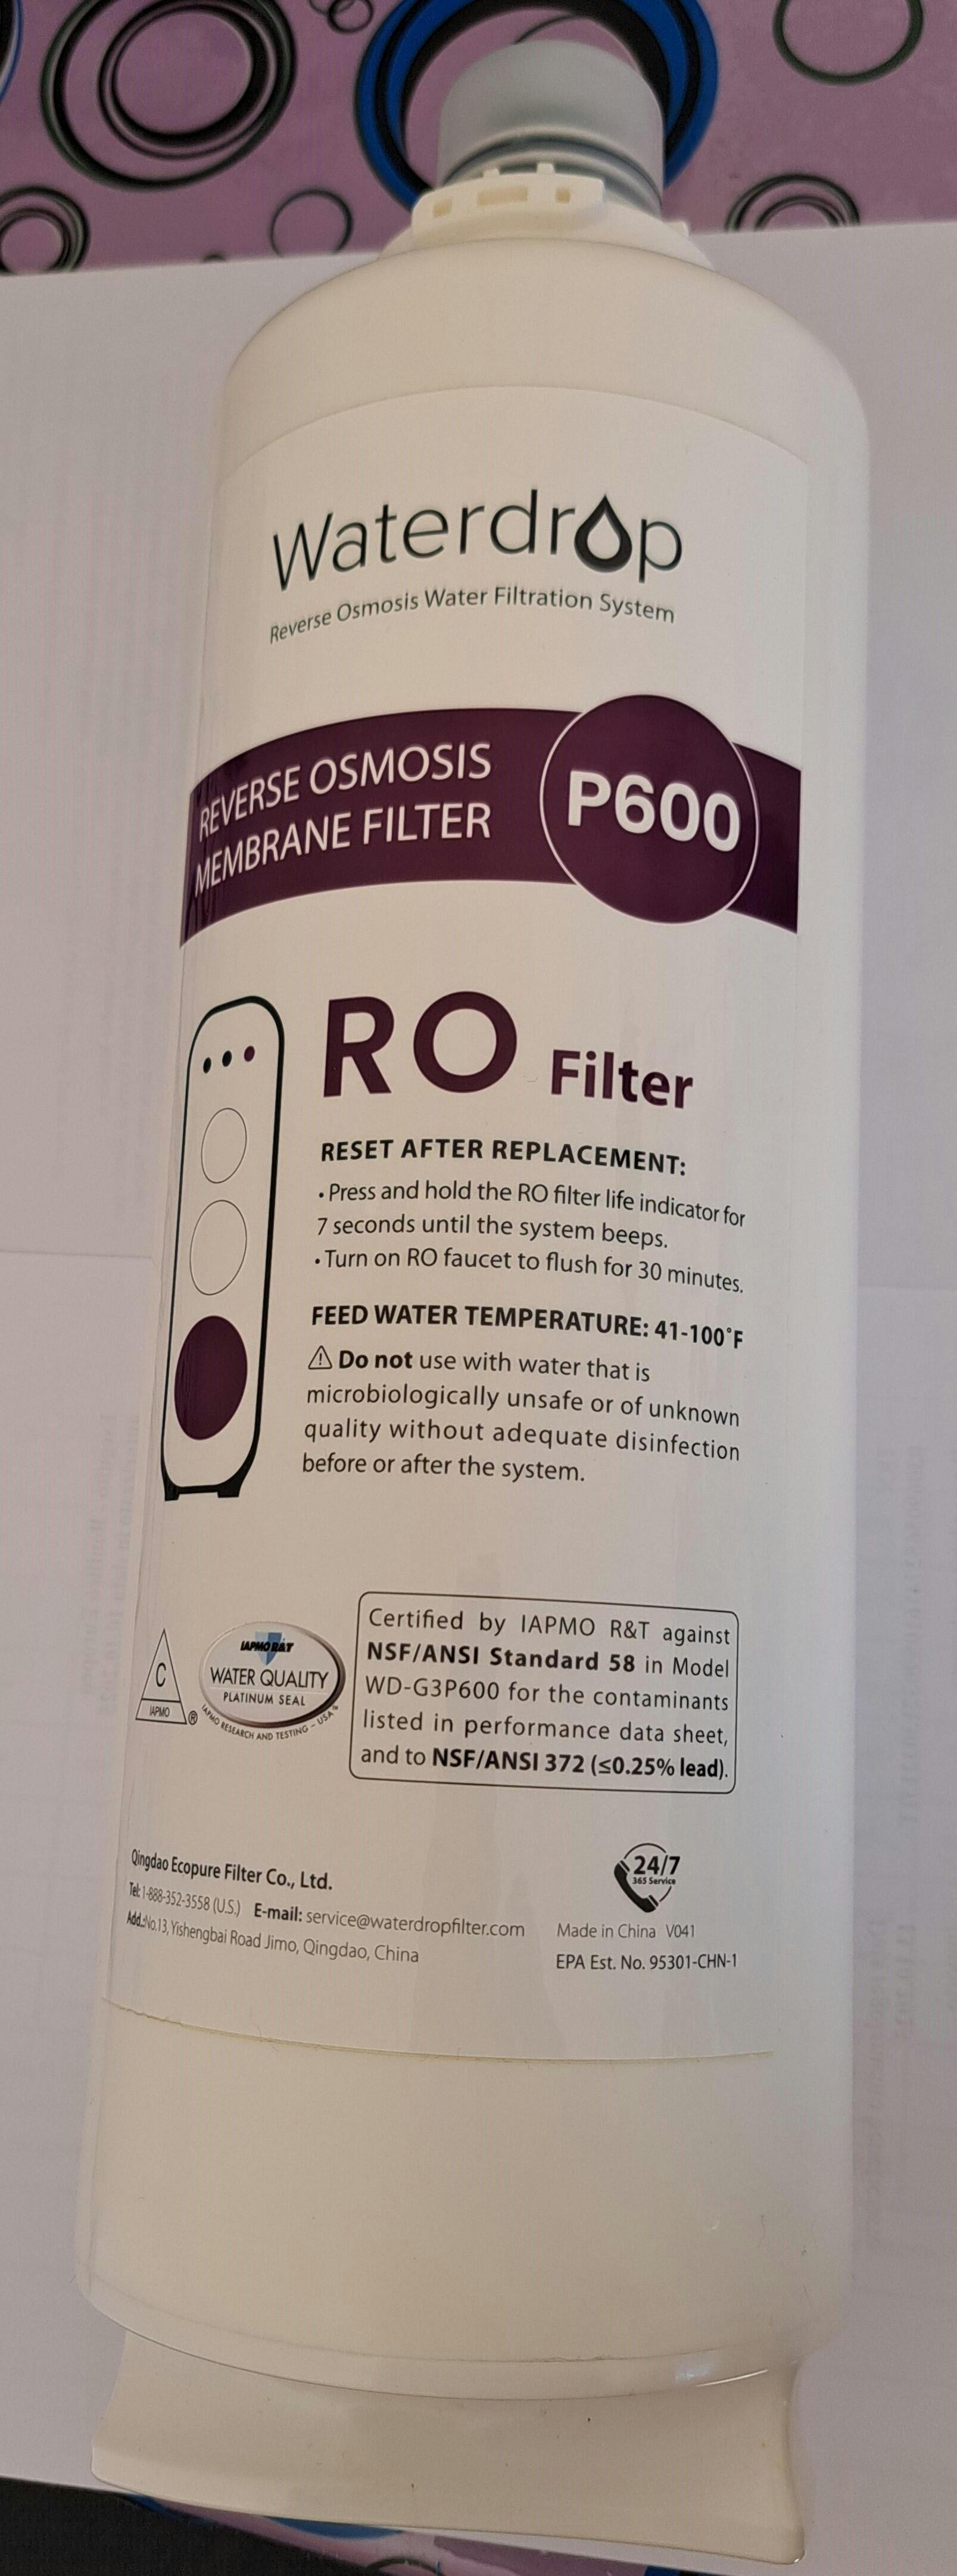 Waterdrop
Reverse Osmosis Water Filtration System
REVERSE OSMOSIS
MEMBRANE FILTER
P600
RO Filter
RESET AFTER REPLACEMENT:
• Press and hold the RO filter life indicator for
7 seconds until the system beeps.
• Turn on RO faucet to flush for 30 minutes.
FEED WATER TEMPERATURE: 41-100°F
⚠ Do not use with water that is
microbiologically unsafe or of unknown
quality without adequate disinfection
before or after the system.
C
IAPMO
®
IAPMO R&T
WATER QUALITY
PLATINUM SEAL
IAPMO RESEARCH AND TESTING – USA™
Certified by IAPMO R&T against
NSF/ANSI Standard 58 in Model
WD-G3P600 for the contaminants
listed in performance data sheet,
and to NSF/ANSI 372 (≤0.25% lead).
Qingdao Ecopure Filter Co., Ltd.
Tel: 1-888-352-3558 (U.S.) E-mail: service@waterdropfilter.com
Add.:No.13, Yishengbai Road Jimo, Qingdao, China
24/7
365 Service
Made in China V041
EPA Est. No. 95301-CHN-1